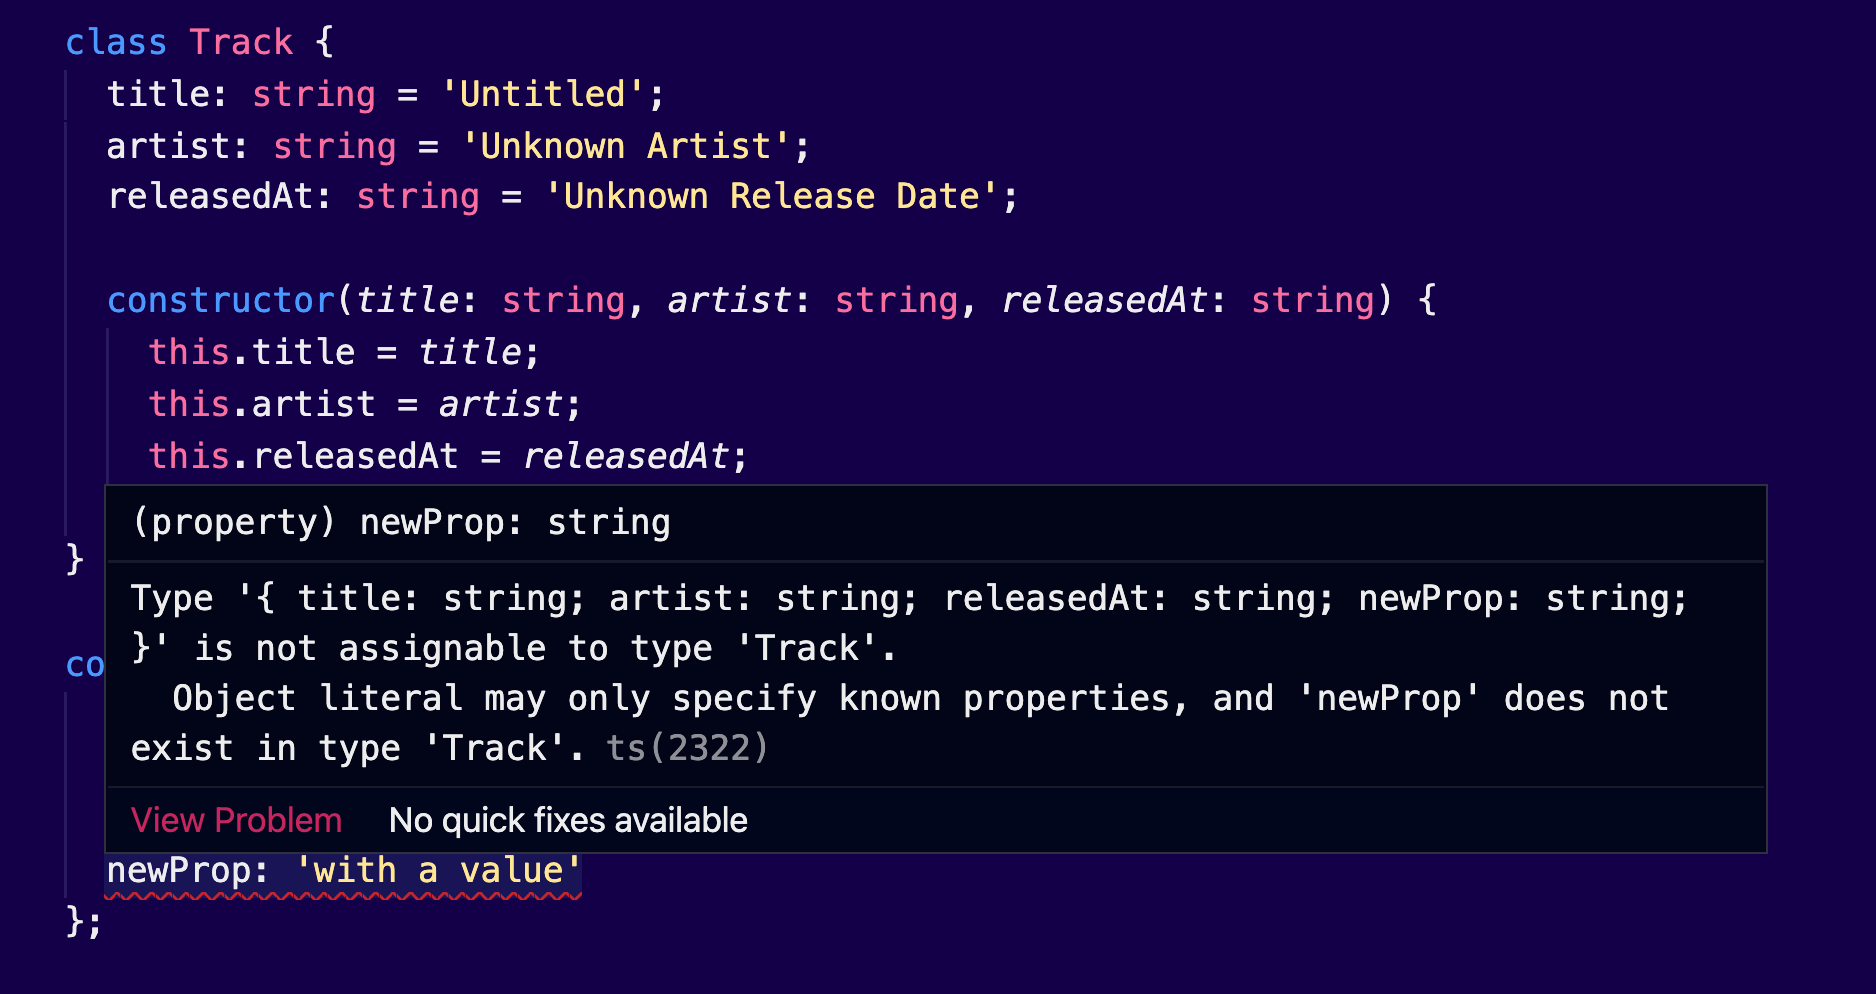 class Track {
title: string = 'Untitled';
artist: string = 'Unknown Artist';
releasedAt: string = 'Unknown Release Date';
constructor(title: string, artist: string, releasedAt: string) {
this.title = title;
this.artist = artist;
this.releasedAt = releasedAt;
(property) newProp: string
}
Type '{ title: string; artist: string; releasedAt: string; newProp: string;
}' is not assignable to type 'Track'.
co
Object literal may only specify known properties, and 'newProp' does not
exist in type 'Track'. ts(2322)
View Problem No quick fixes available
newProp: 'with a value'
};